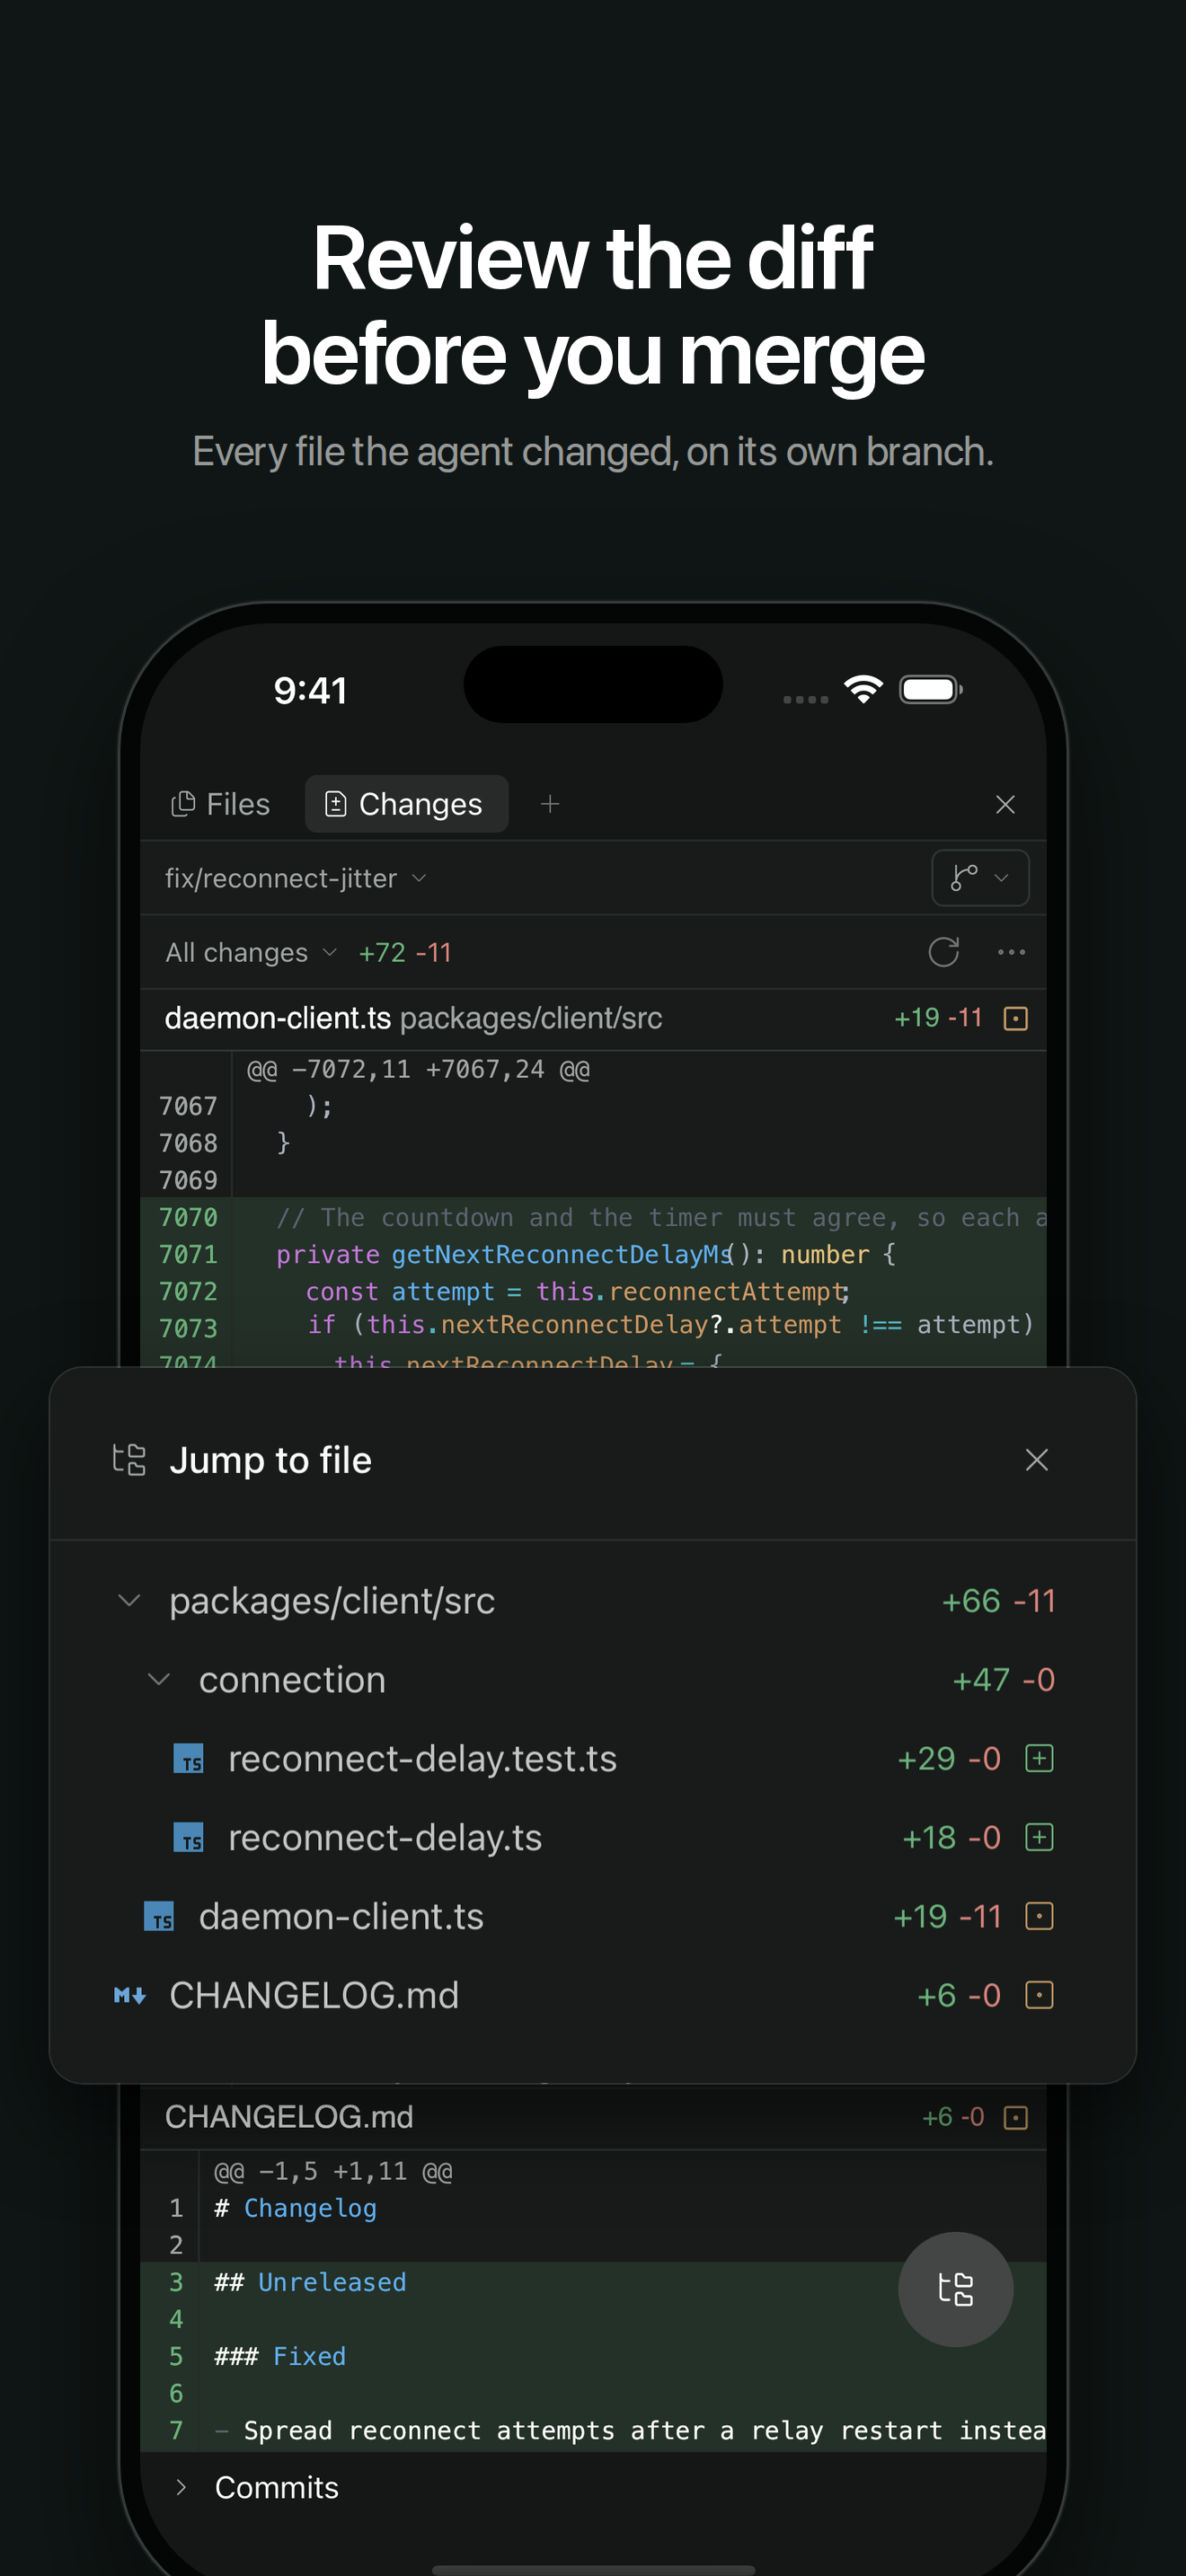 Review the diff
before you merge
Every file the agent changed, on its own branch.
9:41
Files Changes
fix/reconnect-jitter
All changes +72 -11
daemon-client.ts packages/client/src +19 -11
@@ −7072,11 +7067,24 @@
7067 );
7068 }
7069
7070 // The countdown and the timer must agree, so each a
7071 private getNextReconnectDelayMs(): number {
7072 const attempt = this.reconnectAttempt;
7073 if (this.nextReconnectDelay?.attempt !== attempt)
7074 this.nextReconnectDelay = {
Jump to file
packages/client/src +66 -11
connection +47 -0
TS reconnect-delay.test.ts +29 -0
TS reconnect-delay.ts +18 -0
TS daemon-client.ts +19 -11
M CHANGELOG.md +6 -0
CHANGELOG.md +6 -0
@@ −1,5 +1,11 @@
1 # Changelog
2
3 ## Unreleased
4
5 ### Fixed
6
7 - Spread reconnect attempts after a relay restart instea
Commits